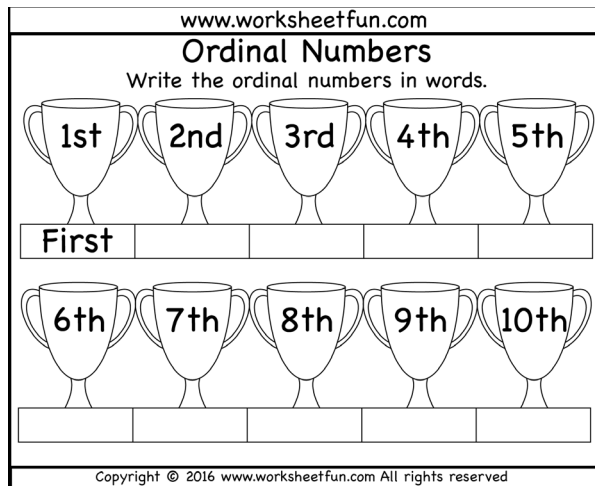 www.worksheetfun.com
Ordinal Numbers
Write the ordinal numbers in words.
1st 2nd 3rd 4th 5th
First
6th 7th 8th 9th 10th
Copyright © 2016 www.worksheetfun.com All rights reserved